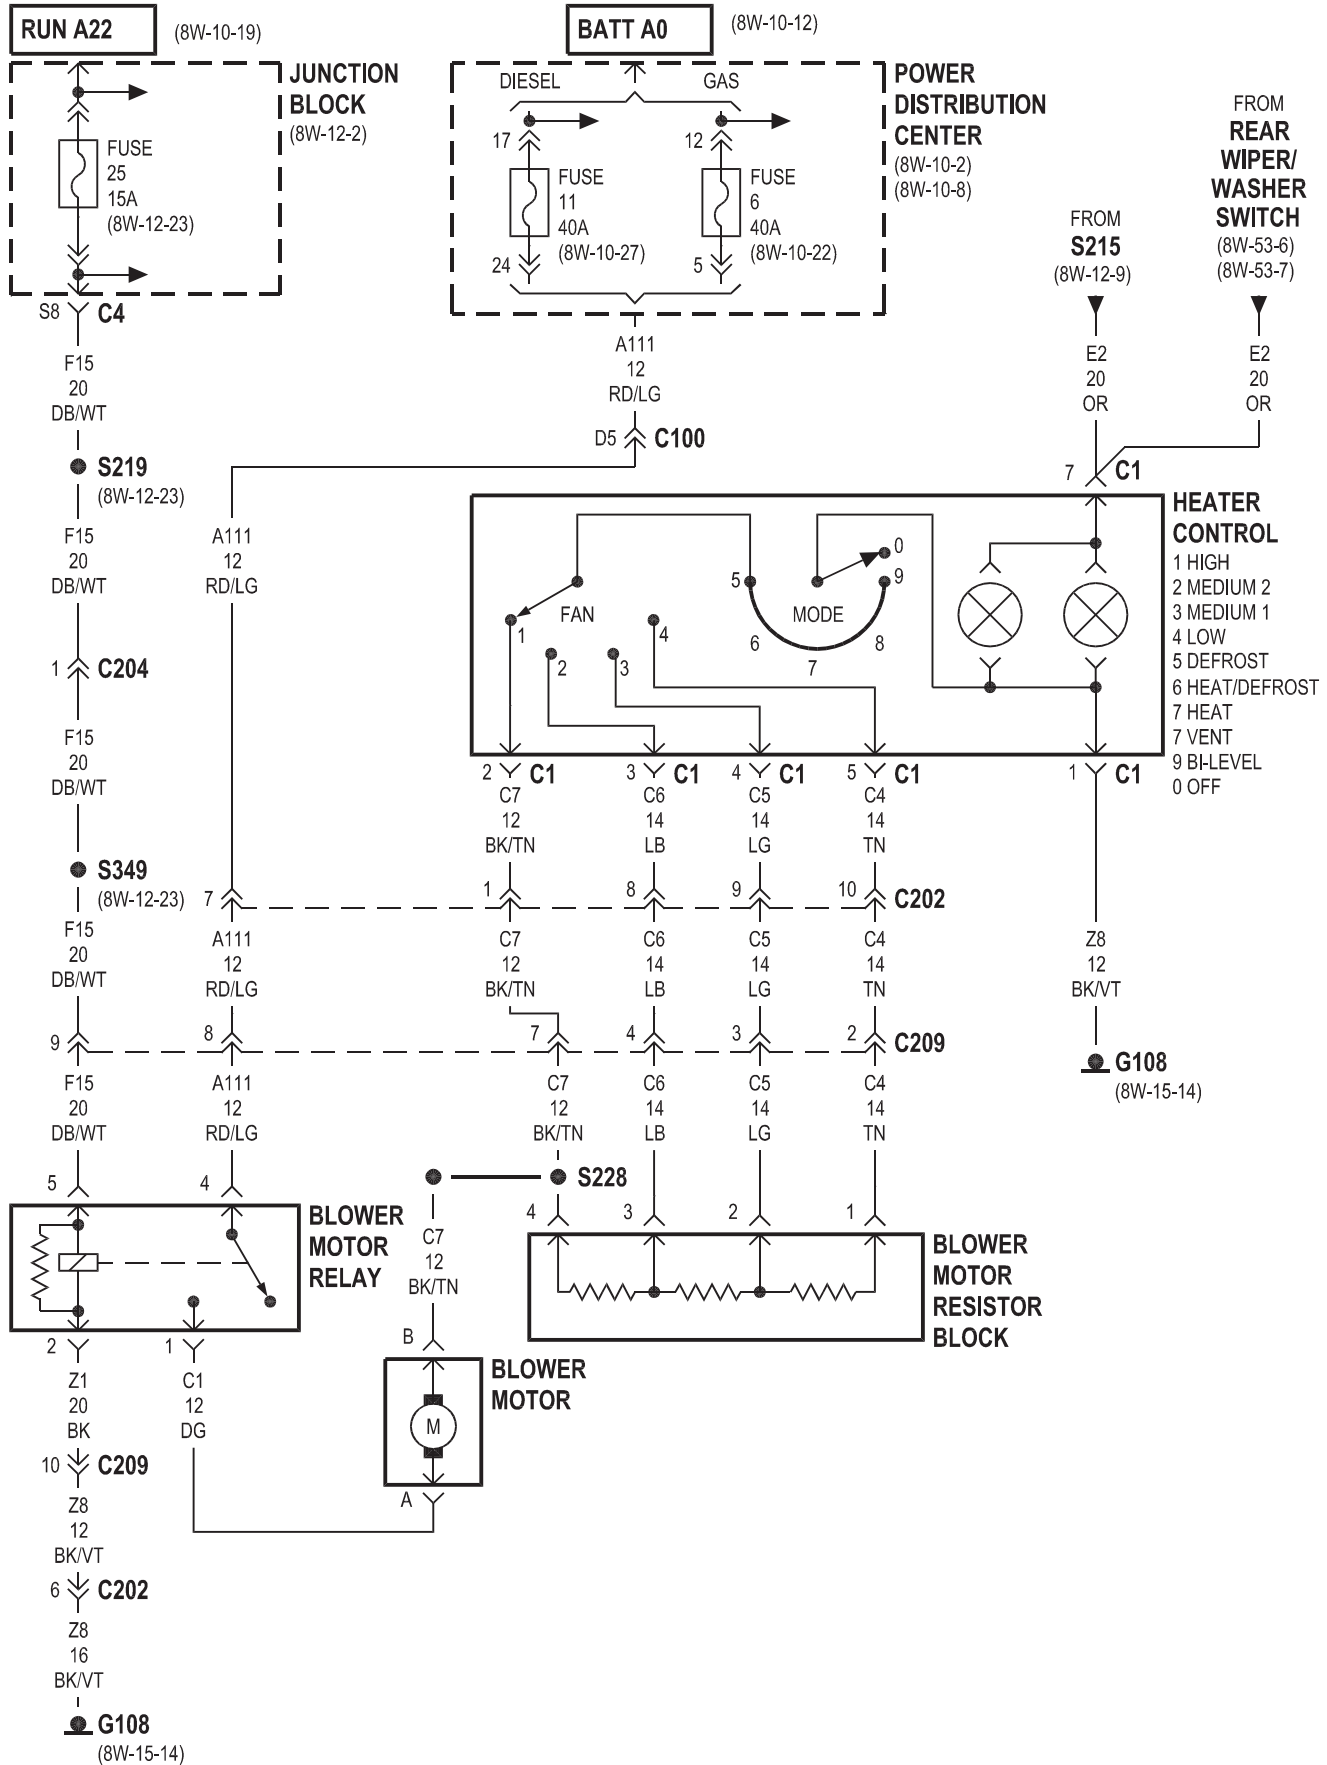 RUN A22
(8W-10-19)
BATT A0
(8W-10-12)
JUNCTION
BLOCK
(8W-12-2)
FUSE
25
15A
(8W-12-23)
S8
C4
DIESEL
GAS
17
FUSE
11
40A
(8W-10-27)
24
12
FUSE
6
40A
(8W-10-22)
5
POWER
DISTRIBUTION
CENTER
(8W-10-2)
(8W-10-8)
FROM
S215
(8W-12-9)
FROM
REAR
WIPER/
WASHER
SWITCH
(8W-53-6)
(8W-53-7)
F15
20
DB/WT
A111
12
RD/LG
D5
C100
E2
20
OR
E2
20
OR
S219
(8W-12-23)
7
C1
F15
20
DB/WT
A111
12
RD/LG
HEATER
CONTROL
1 HIGH
2 MEDIUM 2
3 MEDIUM 1
4 LOW
5 DEFROST
6 HEAT/DEFROST
7 HEAT
7 VENT
9 BI-LEVEL
0 OFF
FAN
1
2
3
4
MODE
5
6
7
8
9
0
1
C204
F15
20
DB/WT
2
C1
3
C1
4
C1
5
C1
1
C1
C7
12
BK/TN
C6
14
LB
C5
14
LG
C4
14
TN
S349
(8W-12-23)
7
1
8
9
10
C202
F15
20
DB/WT
A111
12
RD/LG
C7
12
BK/TN
C6
14
LB
C5
14
LG
C4
14
TN
Z8
12
BK/VT
9
8
7
4
3
2
C209
G108
(8W-15-14)
F15
20
DB/WT
A111
12
RD/LG
C7
12
BK/TN
C6
14
LB
C5
14
LG
C4
14
TN
5
4
S228
4
3
2
1
BLOWER
MOTOR
RELAY
C7
12
BK/TN
BLOWER
MOTOR
RESISTOR
BLOCK
2
1
B
BLOWER
MOTOR
M
A
Z1
20
BK
C1
12
DG
10
C209
Z8
12
BK/VT
6
C202
Z8
16
BK/VT
G108
(8W-15-14)